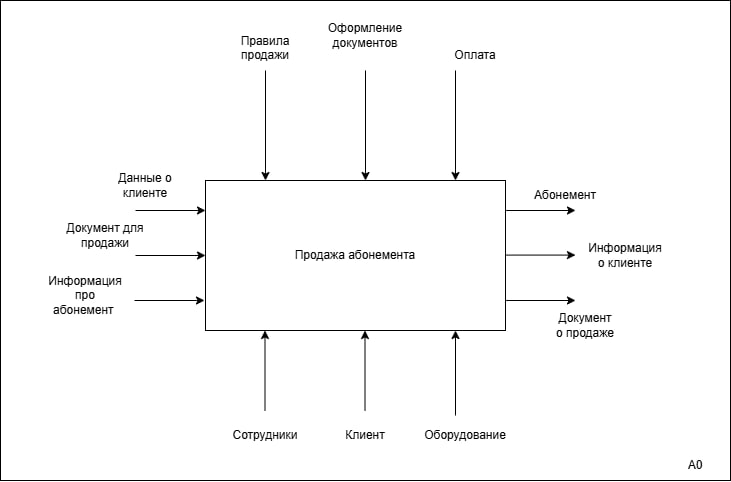 Правила
продажи
Оформление
документов
Оплата
Данные о
клиенте
Документ для
продажи
Информация
про
абонемент
Продажа абонемента
Абонемент
Информация
о клиенте
Документ
о продаже
Сотрудники
Клиент
Оборудование
A0